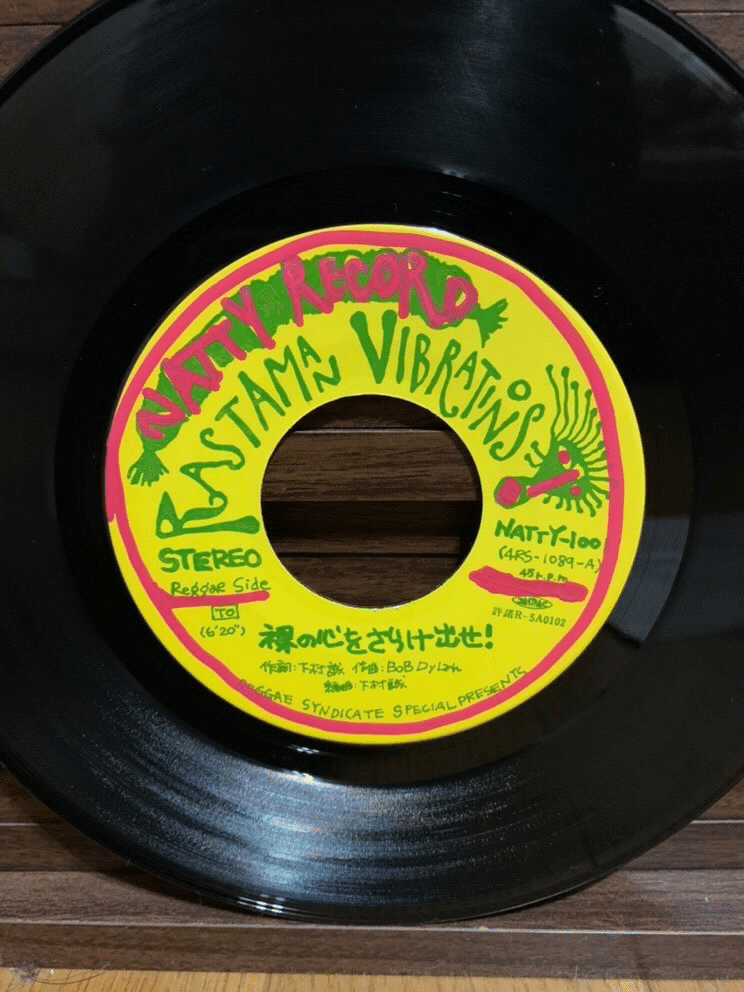 NATTY RECORD
RASTAMAN VIBRATIONS
STEREO
Reggae Side
TO
(6'20")
NATTY-100
(4RS-1089-A)
45 r.p.m
許諾R-5A0102
裸の心をさらけ出せ!
作詞:下村誠 作曲:BOB Dylan
編曲:下村誠
REGGAE SYNDICATE SPECIAL PRESENTS